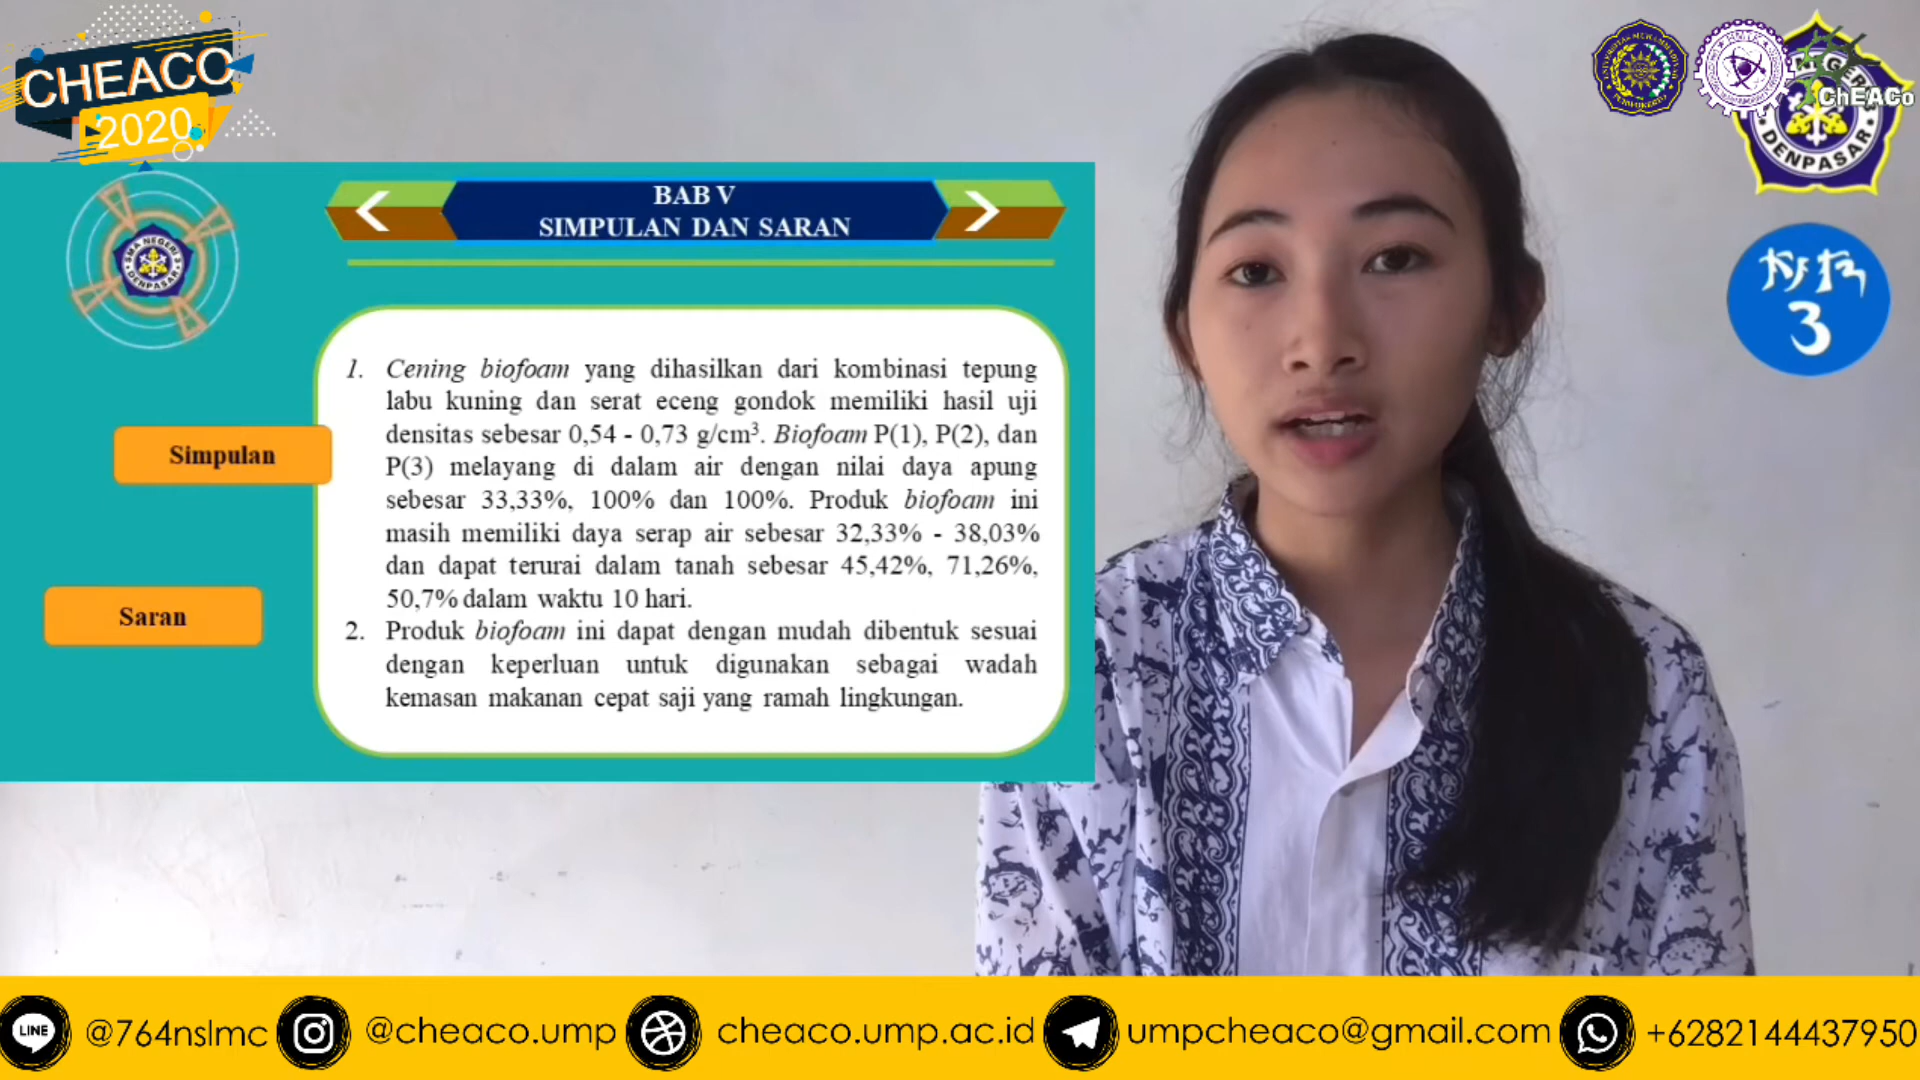 CHEACO
2020
BAB V
SIMPULAN DAN SARAN
SMA NEGERI 3
DENPASAR
1. Cening biofoam yang dihasilkan dari kombinasi tepung
labu kuning dan serat eceng gondok memiliki hasil uji
densitas sebesar 0,54 - 0,73 g/cm³. Biofoam P(1), P(2), dan
P(3) melayang di dalam air dengan nilai daya apung
sebesar 33,33%, 100% dan 100%. Produk biofoam ini
masih memiliki daya serap air sebesar 32,33% - 38,03%
dan dapat terurai dalam tanah sebesar 45,42%, 71,26%,
50,7% dalam waktu 10 hari.
2. Produk biofoam ini dapat dengan mudah dibentuk sesuai
dengan keperluan untuk digunakan sebagai wadah
kemasan makanan cepat saji yang ramah lingkungan.
Simpulan
Saran
ChEACo
DENPASAR
3
LINE
@764nslmc
@cheaco.ump
cheaco.ump.ac.id
umpcheaco@gmail.com
+6282144437950